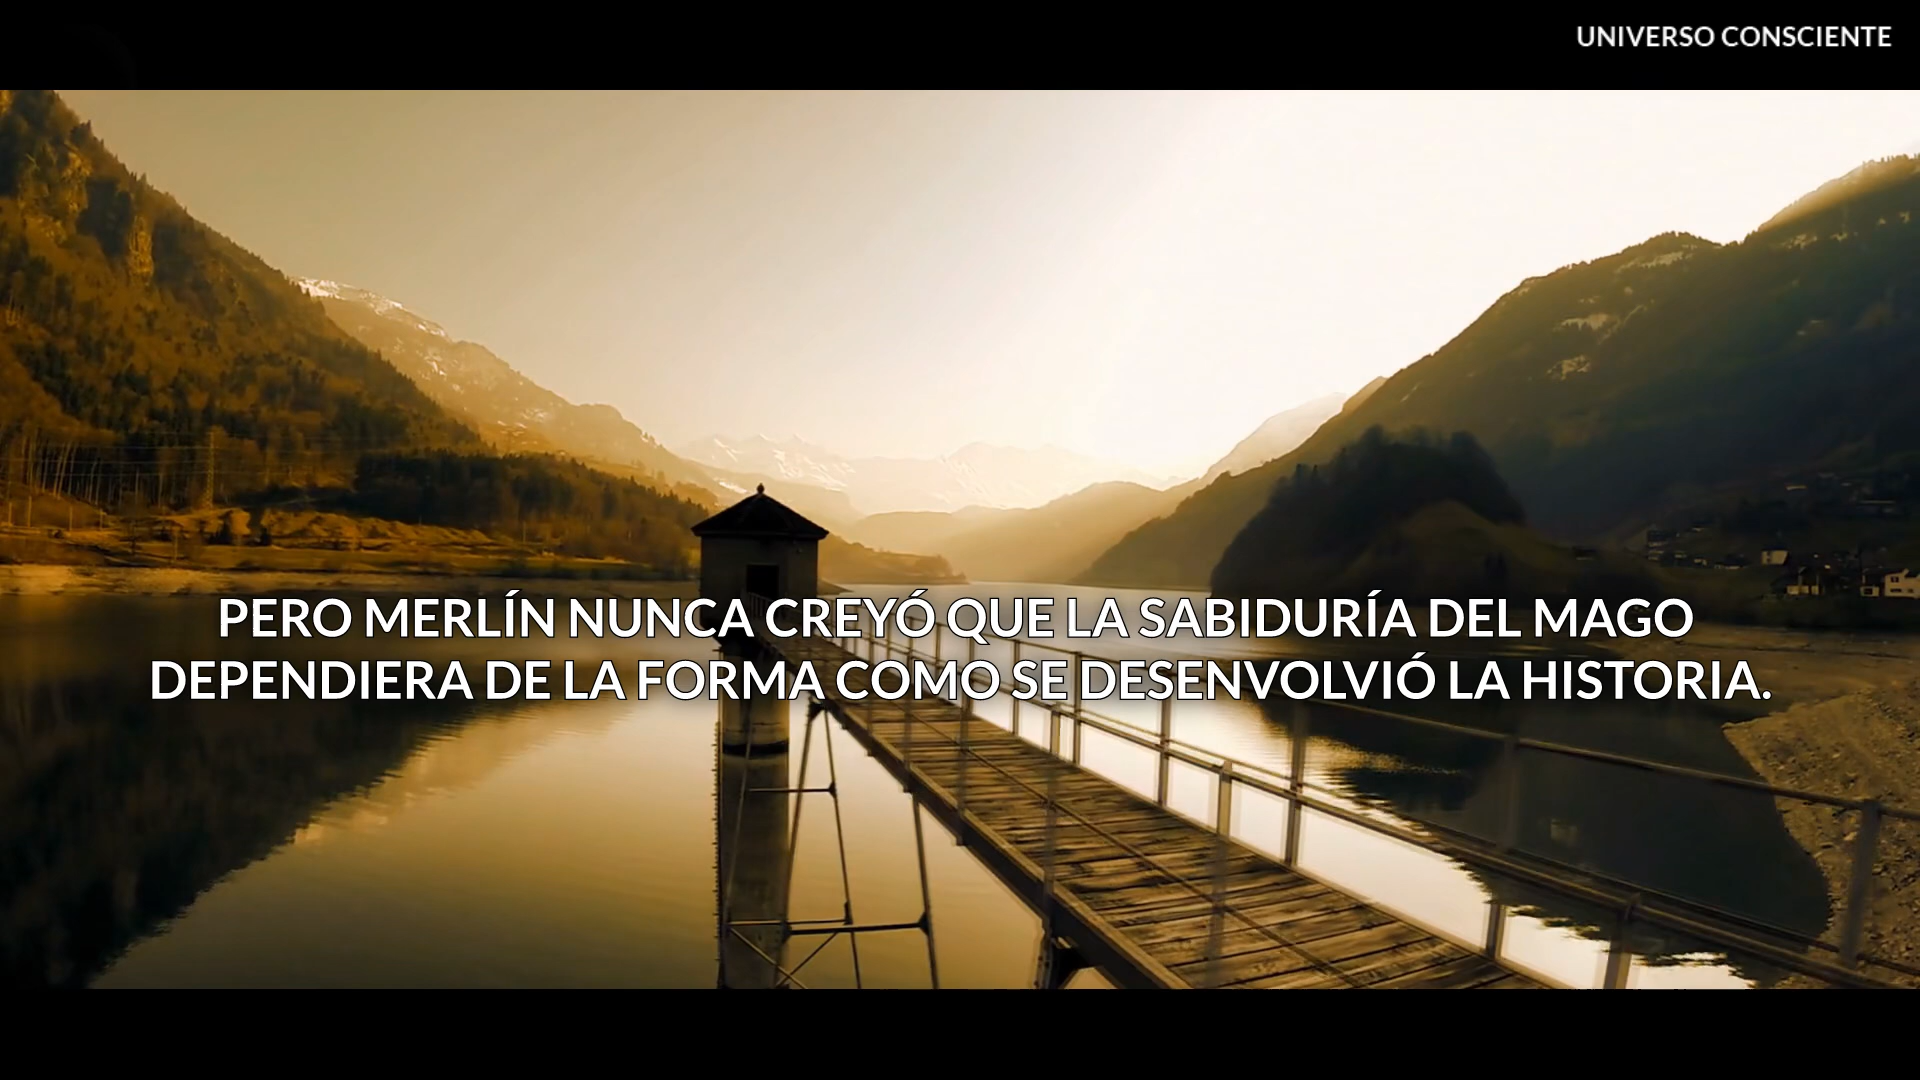 UNIVERSO CONSCIENTE
PERO MERLÍN NUNCA CREYÓ QUE LA SABIDURÍA DEL MAGO
DEPENDIERA DE LA FORMA COMO SE DESENVOLVIÓ LA HISTORIA.